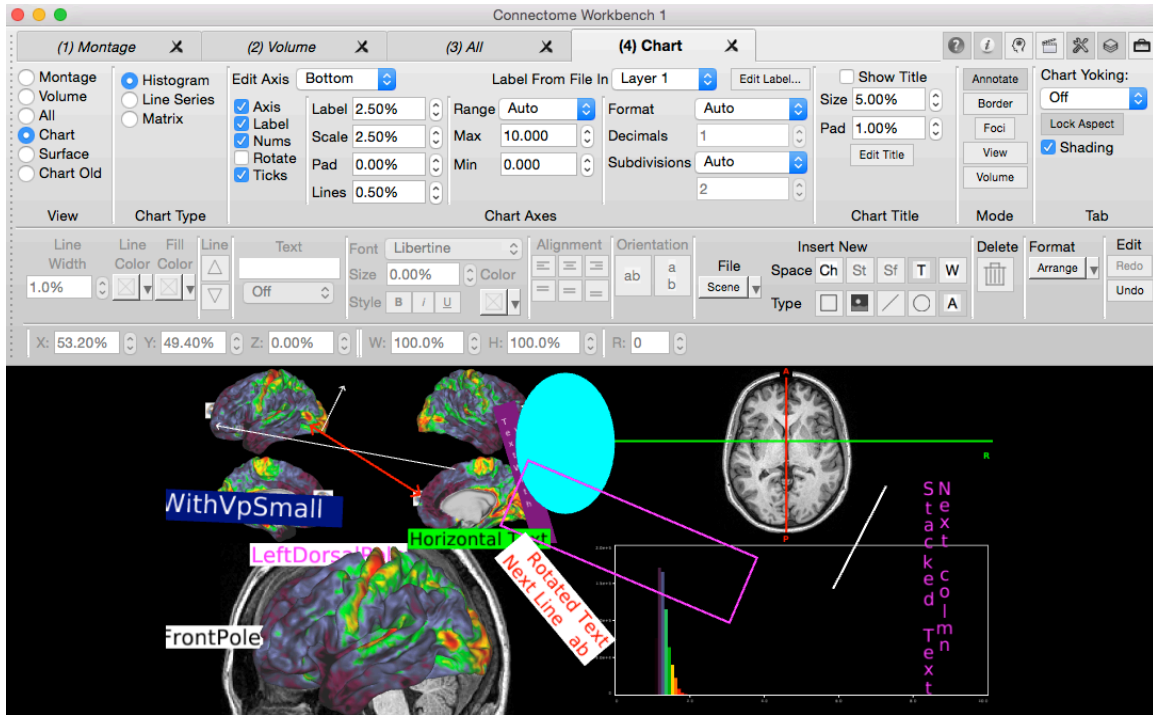 Connectome Workbench 1
(1) Montage
(2) Volume
(3) All
(4) Chart
Montage
Volume
All
Chart
Surface
Chart Old
View
Histogram
Line Series
Matrix
Chart Type
Edit Axis Bottom
Label From File In Layer 1
Edit Label...
Axis
Label
Nums
Rotate
Ticks
Label 2.50%
Scale 2.50%
Pad 0.00%
Lines 0.50%
Range Auto
Max 10.000
Min 0.000
Format Auto
Decimals 1
Subdivisions Auto
2
Chart Axes
Show Title
Size 5.00%
Pad 1.00%
Edit Title
Chart Title
Annotate
Border
Foci
View
Volume
Mode
Chart Yoking:
Off
Lock Aspect
Shading
Tab
Line Width
1.0%
Line Color
Fill Color
Line
Text
Off
Font Libertine
Size 0.00%
Color
Style B I U
Alignment
Orientation
ab
a
b
File
Scene
Insert New
Space Ch St Sf T W
Type A
Delete
Format
Arrange
Edit
Redo
Undo
X: 53.20% Y: 49.40% Z: 0.00% W: 100.0% H: 100.0% R: 0
A
R
P
WithVpSmall
Horizontal Text
FrontPole
Rotated Text
Next Line ab
Stacked Text
Next colmn